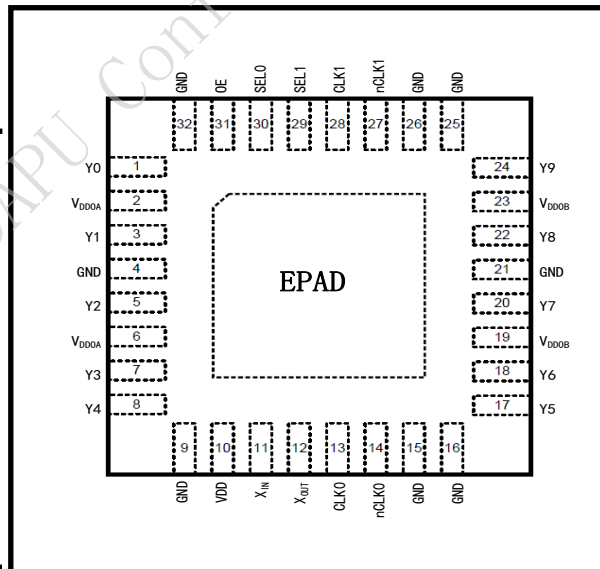 GND OE SEL0 SEL1 CLK1 nCLK1 GND GND
32 31 30 29 28 27 26 25
Y0 1 24 Y9
VDDOA 2 23 VDDOB
Y1 3 22 Y8
GND 4 21 GND
EPAD
Y2 5 20 Y7
VDDOA 6 19 VDDOB
Y3 7 18 Y6
Y4 8 17 Y5
9 10 11 12 13 14 15 16
GND VDD XIN XOUT CLK0 nCLK0 GND GND